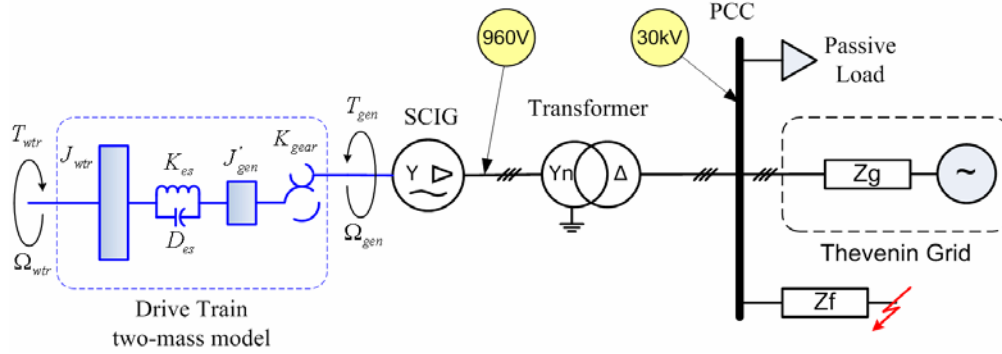 PCC
960V
30kV
Passive
Load
T_wtr
J_wtr
K_es
J'_gen
K_gear
T_gen
SCIG
Transformer
Y
Yn
Δ
Zg
~
D_es
Ω_wtr
Ω_gen
Thevenin Grid
Drive Train
two-mass model
Zf